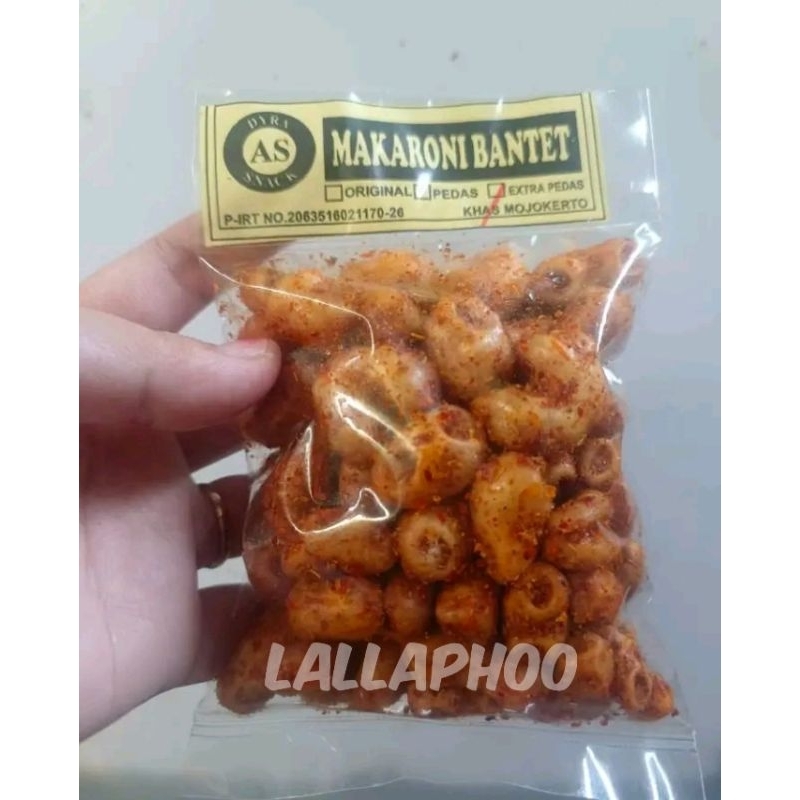 DYRA
AS
SNACK
MAKARONI BANTET
ORIGINAL PEDAS EXTRA PEDAS
P-IRT NO.2063516021170-26 KHAS MOJOKERTO
LALLAPHOO